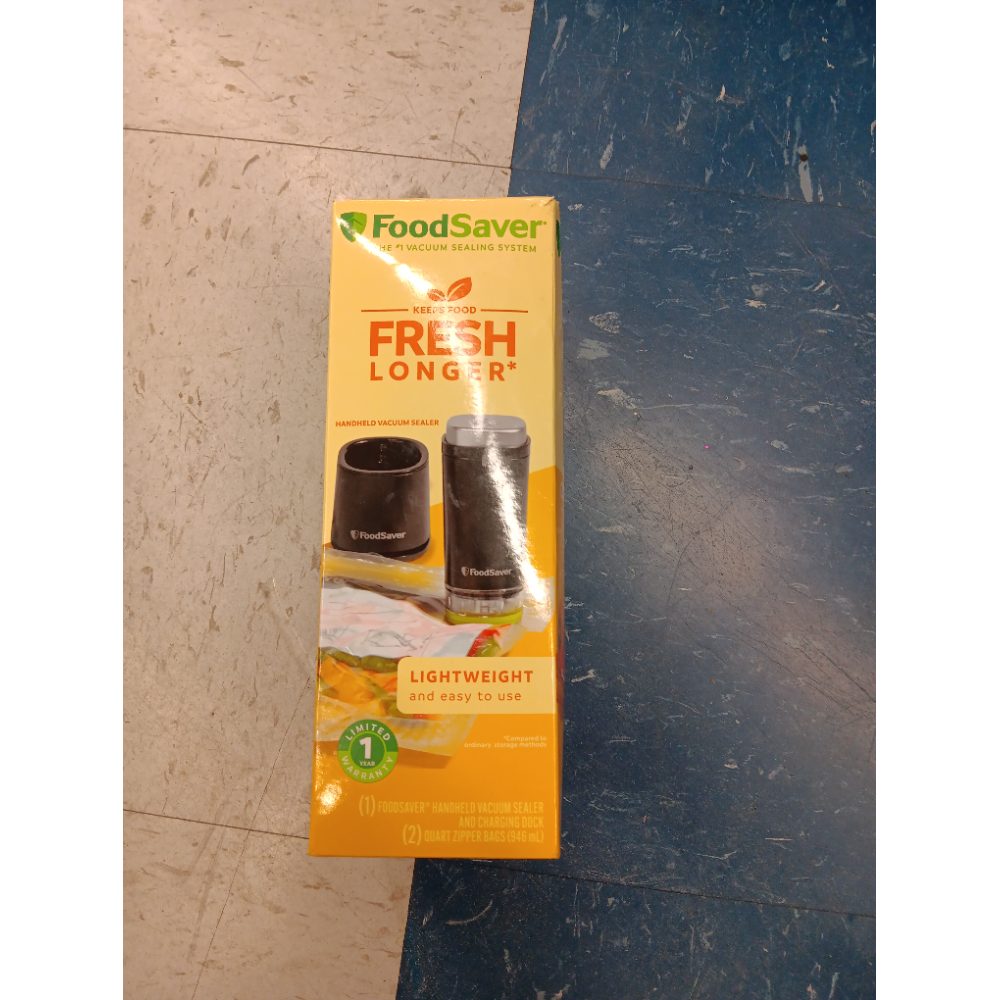 FoodSaver
THE #1 VACUUM SEALING SYSTEM
KEEPS FOOD
FRESH
LONGER*
HANDHELD VACUUM SEALER
FoodSaver
FoodSaver
LIGHTWEIGHT
and easy to use
*Compared to
ordinary storage methods
LIMITED
1
YEAR
WARRANTY
(1) FOODSAVER® HANDHELD VACUUM SEALER
AND CHARGING DOCK
(2) QUART ZIPPER BAGS (946 mL)